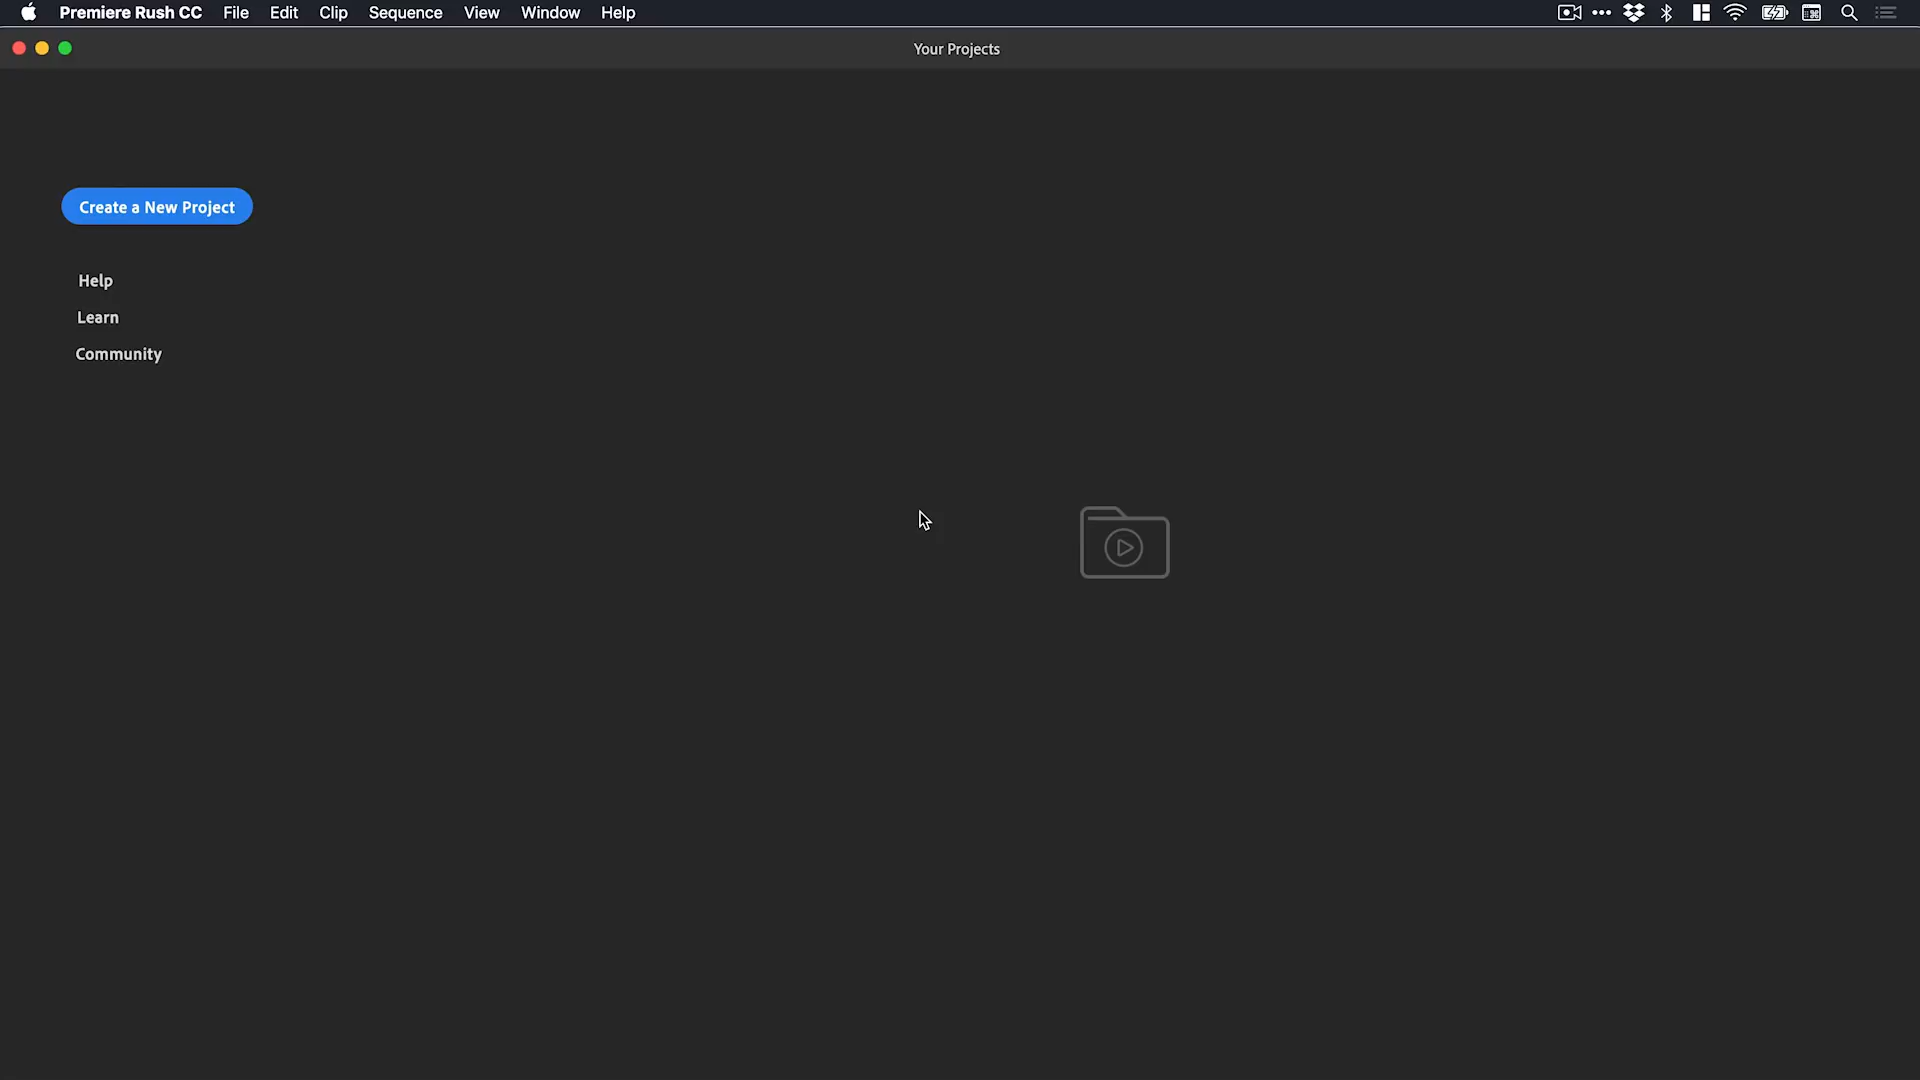 Premiere Rush CC File Edit Clip Sequence View Window Help
Your Projects
Create a New Project
Help
Learn
Community